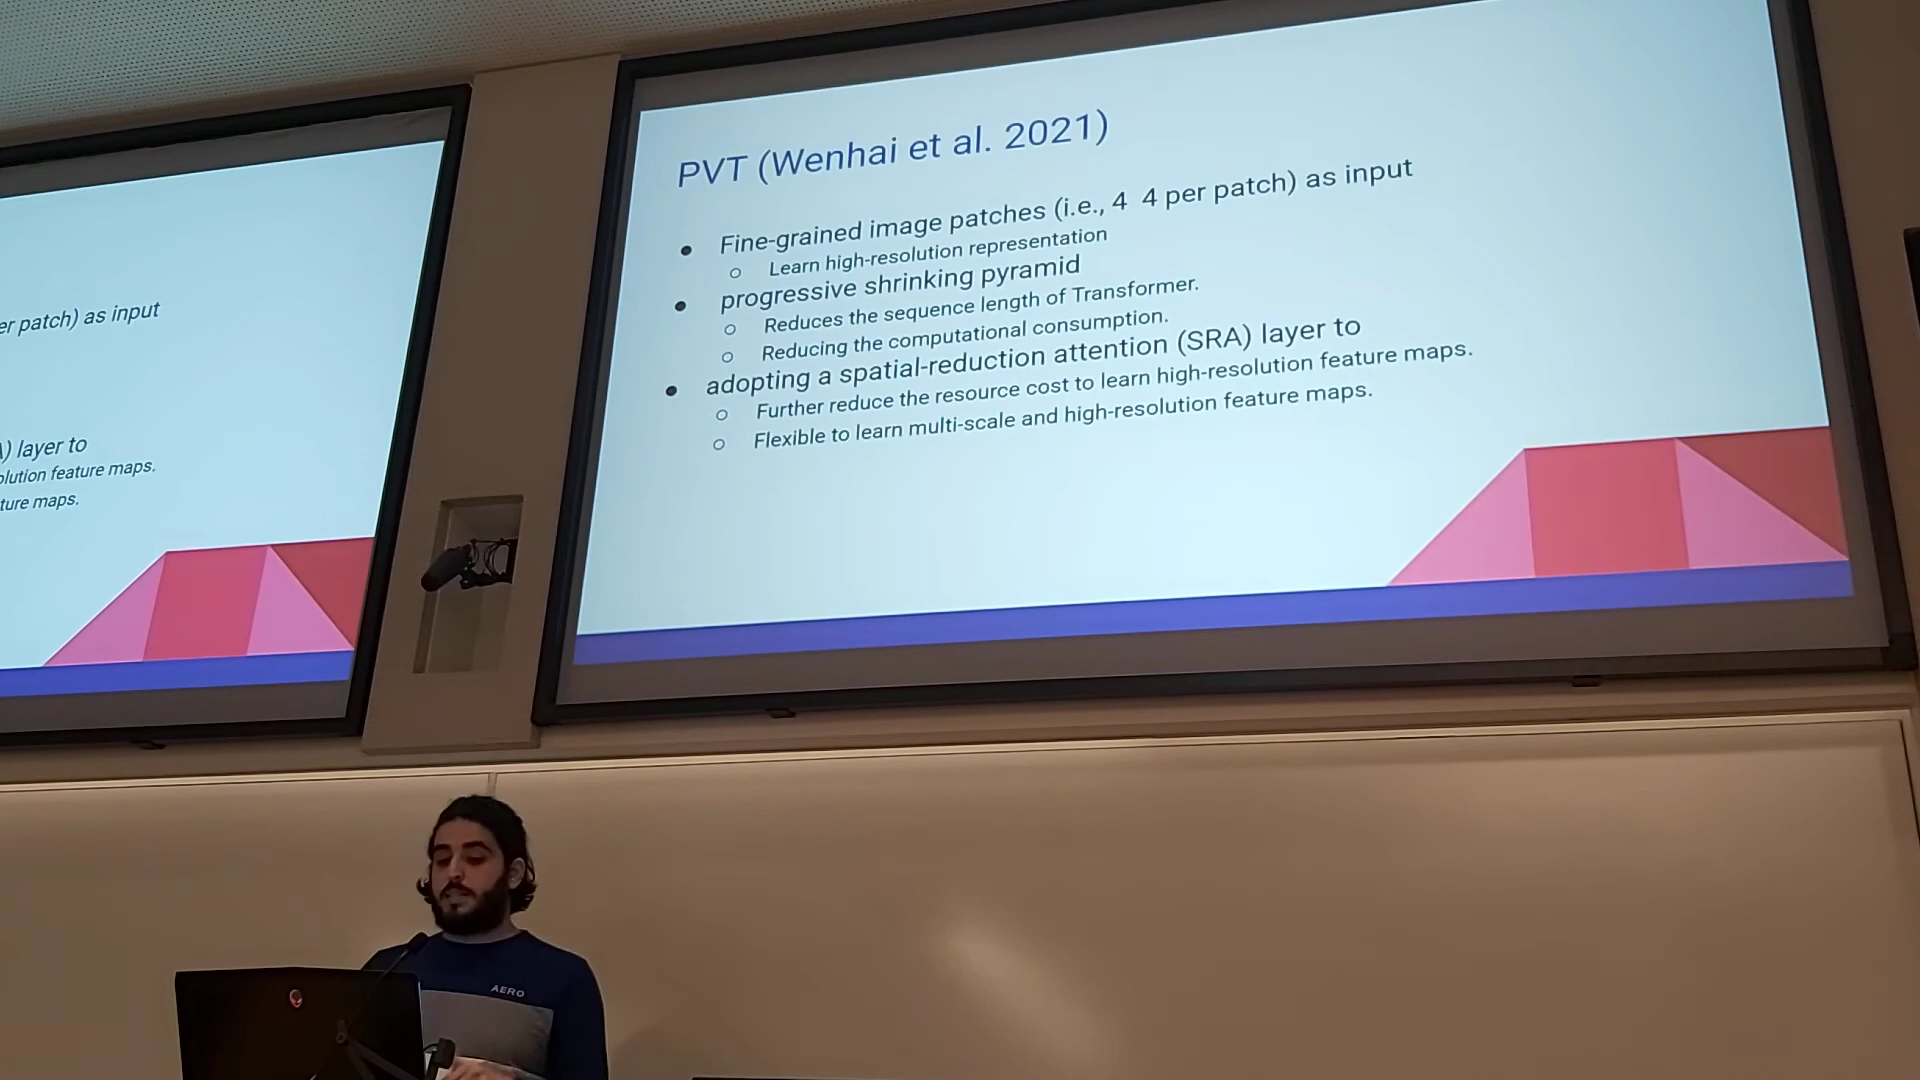 er patch) as input
) layer to
olution feature maps.
ture maps.
PVT (Wenhai et al. 2021)
● Fine-grained image patches (i.e., 4 4 per patch) as input
○ Learn high-resolution representation
● progressive shrinking pyramid
○ Reduces the sequence length of Transformer.
○ Reducing the computational consumption.
● adopting a spatial-reduction attention (SRA) layer to
○ Further reduce the resource cost to learn high-resolution feature maps.
○ Flexible to learn multi-scale and high-resolution feature maps.
AERO